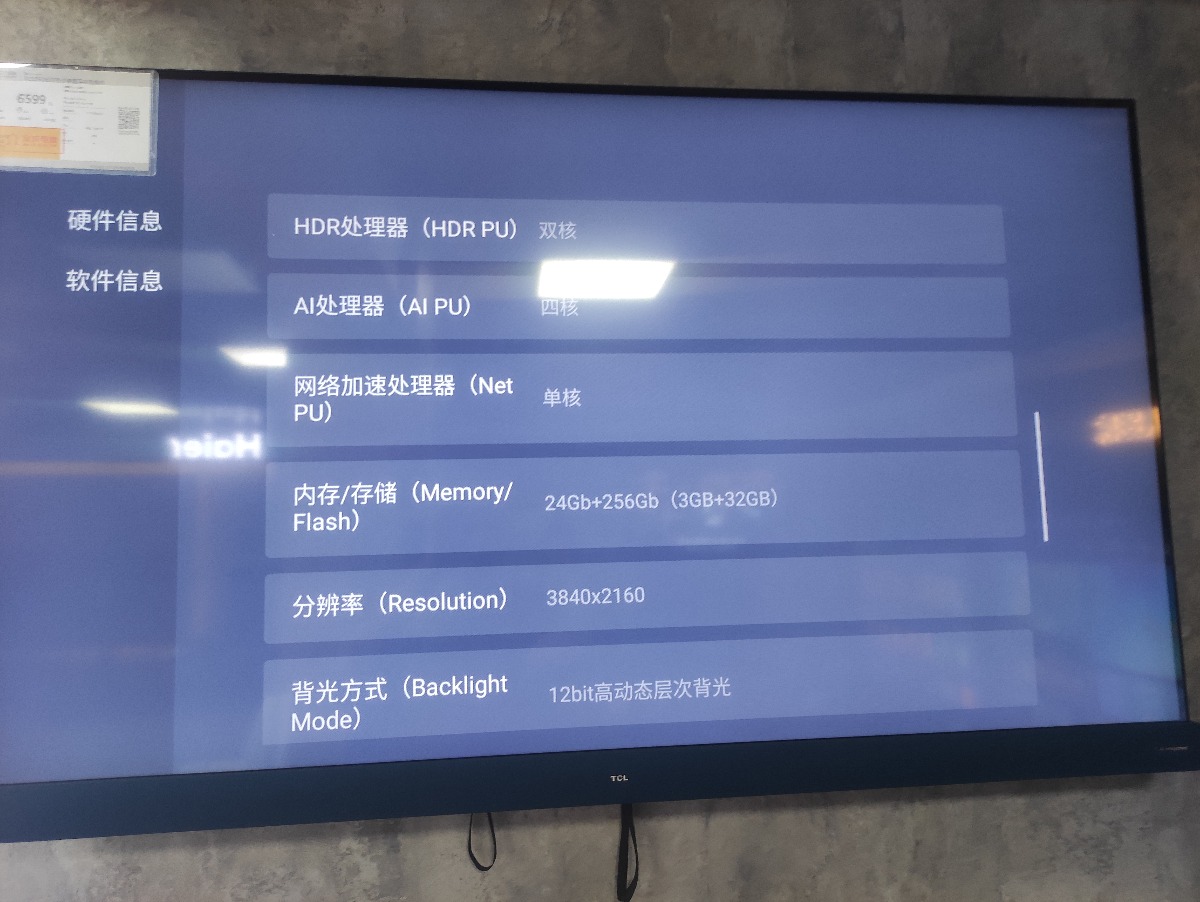 6599
硬件信息
软件信息
HDR处理器（HDR PU） 双核
AI处理器（AI PU） 四核
网络加速处理器（Net
PU） 单核
内存/存储（Memory/
Flash） 24Gb+256Gb（3GB+32GB）
分辨率（Resolution） 3840x2160
背光方式（Backlight
Mode） 12bit高动态层次背光
Haier
TCL